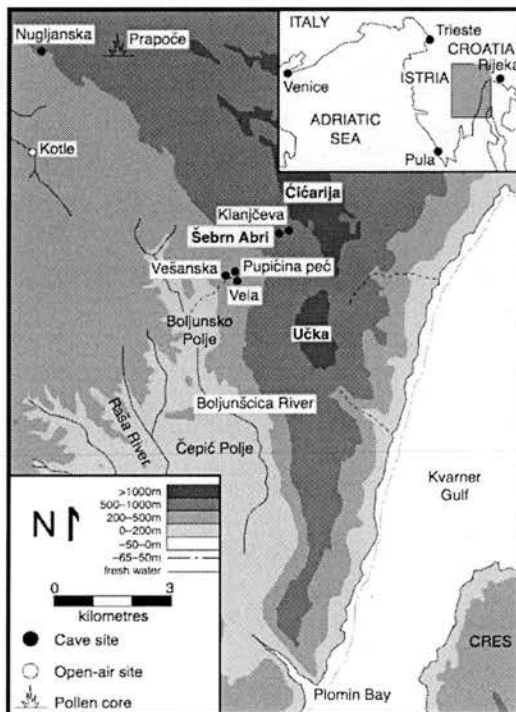 Nugljanska
Prapoče
Kotle
ITALY
Trieste
CROATIA
Rijeka
Venice
ISTRIA
ADRIATIC
SEA
Pula
Ćićarija
Klanjčeva
Šebrn Abri
Vešanska
Pupićina peć
Vela
Boljunsko
Polje
Učka
Boljunšcica River
Raša River
Čepić Polje
Kvarner
Gulf
CRES
Plomin Bay
N
>1000m
500–1000m
200–500m
0–200m
–50–0m
–65–50m
fresh water
0 3
kilometres
Cave site
Open-air site
Pollen core